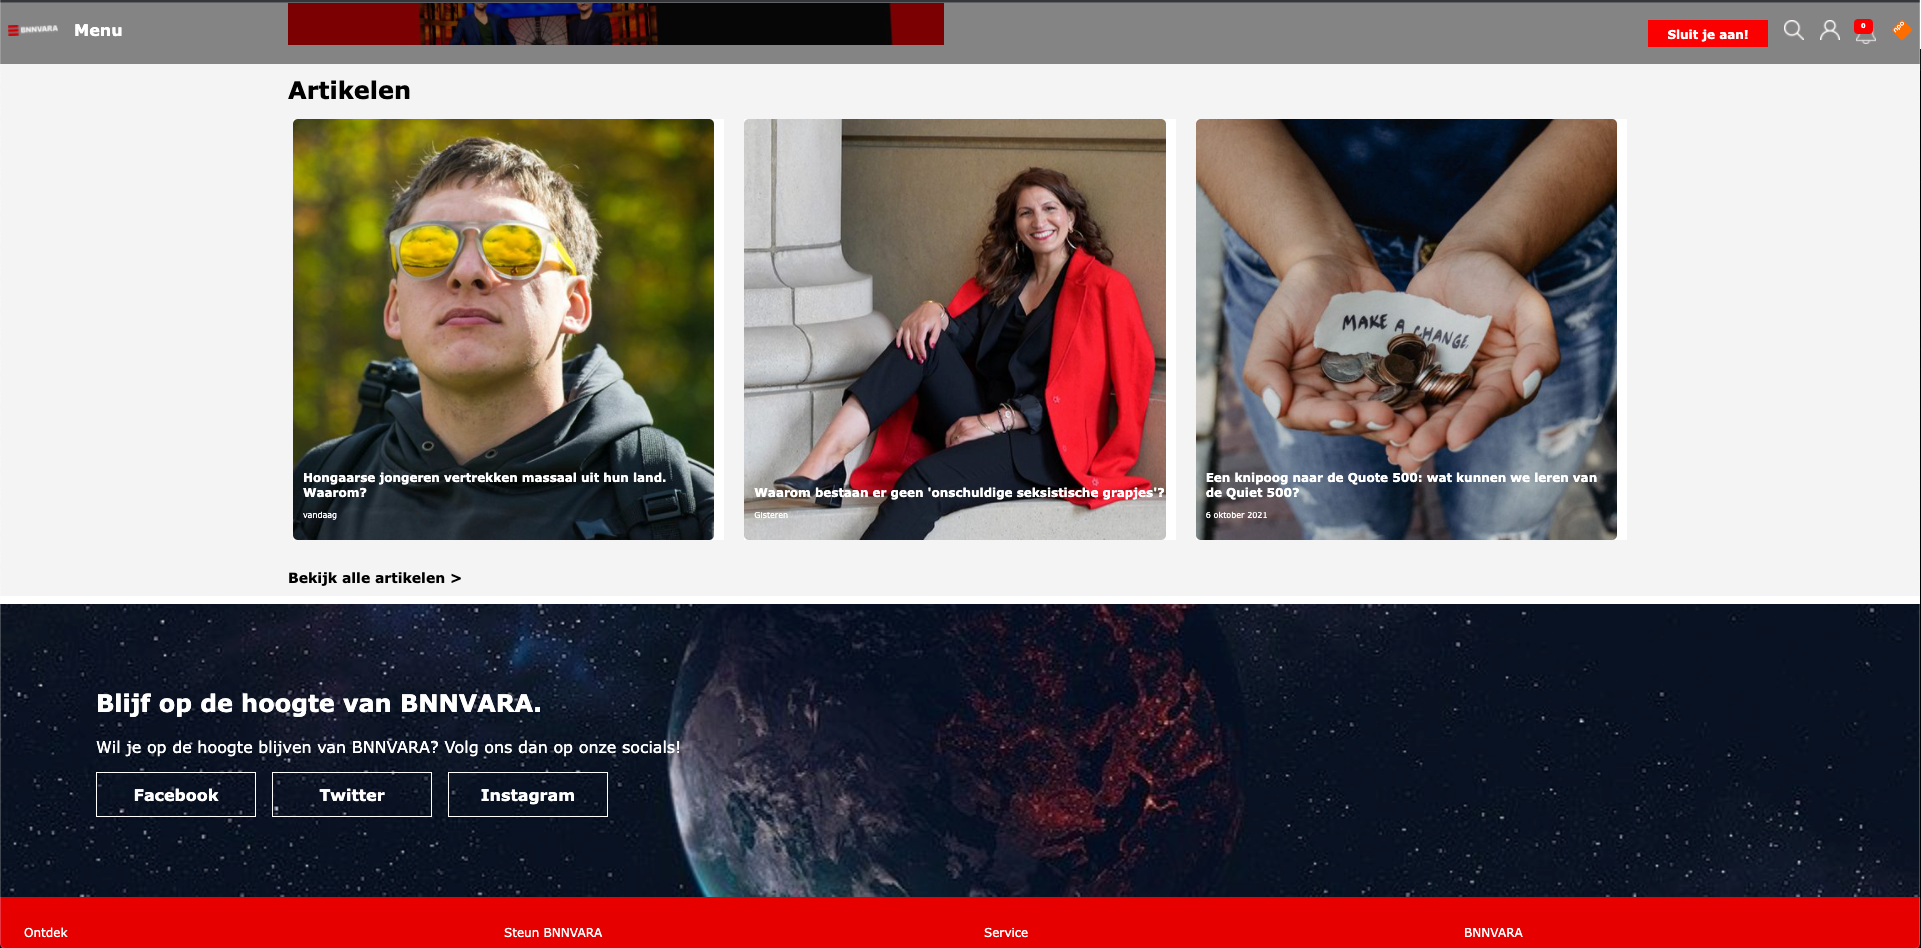 BNNVARA
Menu
Sluit je aan!
0
npo
Artikelen
MAKE A CHANGE.
Hongaarse jongeren vertrekken massaal uit hun land.
Waarom?
vandaag
Waarom bestaan er geen 'onschuldige seksistische grapjes'?
Gisteren
Een knipoog naar de Quote 500: wat kunnen we leren van
de Quiet 500?
6 oktober 2021
Bekijk alle artikelen >
Blijf op de hoogte van BNNVARA.
Wil je op de hoogte blijven van BNNVARA? Volg ons dan op onze socials!
Facebook
Twitter
Instagram
Ontdek
Steun BNNVARA
Service
BNNVARA